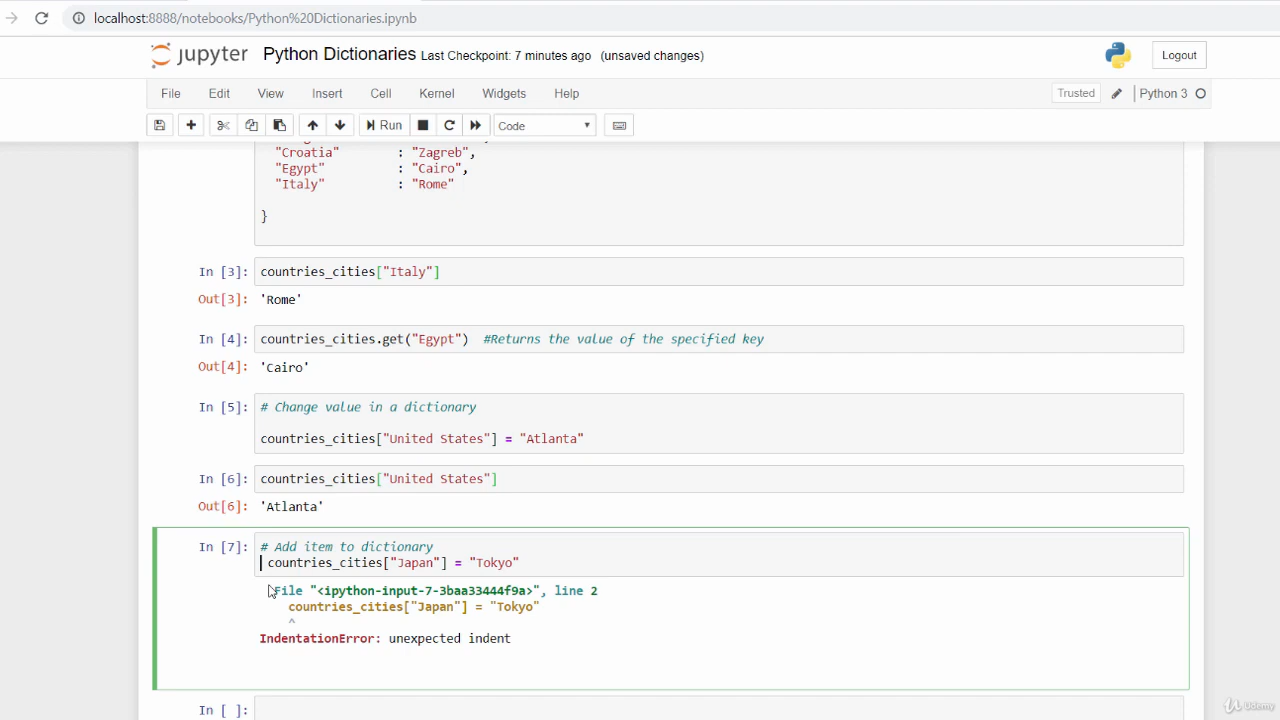 localhost:8888/notebooks/Python%20Dictionaries.ipynb
jupyter Python Dictionaries Last Checkpoint: 7 minutes ago (unsaved changes)
Logout
File Edit View Insert Cell Kernel Widgets Help
Trusted Python 3
Run Code
"Croatia" : "Zagreb",
"Egypt" : "Cairo",
"Italy" : "Rome"
}
In [3]: countries_cities["Italy"]
Out[3]: 'Rome'
In [4]: countries_cities.get("Egypt") #Returns the value of the specified key
Out[4]: 'Cairo'
In [5]: # Change value in a dictionary
countries_cities["United States"] = "Atlanta"
In [6]: countries_cities["United States"]
Out[6]: 'Atlanta'
In [7]: # Add item to dictionary
countries_cities["Japan"] = "Tokyo"
File "<ipython-input-7-3baa33444f9a>", line 2
countries_cities["Japan"] = "Tokyo"
^
IndentationError: unexpected indent
In [ ]:
Udemy